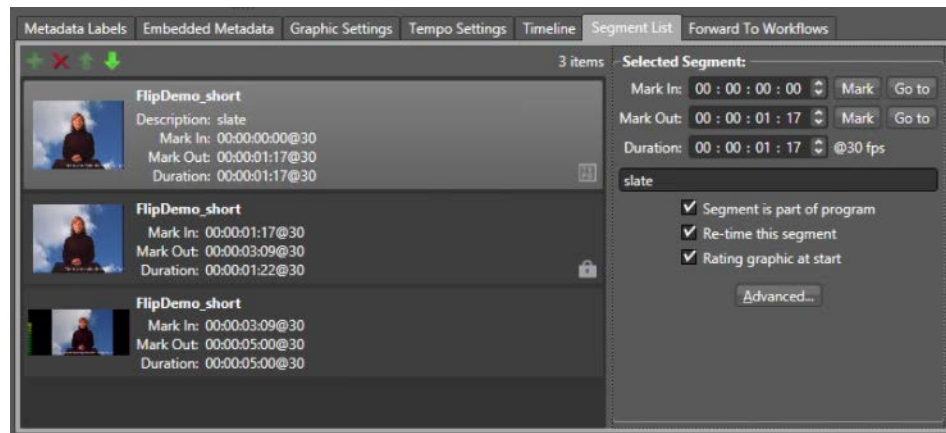 Metadata Labels Embedded Metadata Graphic Settings Tempo Settings Timeline Segment List Forward To Workflows
3 items
FlipDemo_short
Description: slate
Mark In: 00:00:00:00@30
Mark Out: 00:00:01:17@30
Duration: 00:00:01:17@30
FlipDemo_short
Mark In: 00:00:01:17@30
Mark Out: 00:00:03:09@30
Duration: 00:00:01:22@30
FlipDemo_short
Mark In: 00:00:03:09@30
Mark Out: 00:00:05:00@30
Duration: 00:00:05:00@30
Selected Segment:
Mark In: 00 : 00 : 00 : 00 Mark Go to
Mark Out: 00 : 00 : 01 : 17 Mark Go to
Duration: 00 : 00 : 01 : 17 @30 fps
slate
Segment is part of program
Re-time this segment
Rating graphic at start
Advanced...